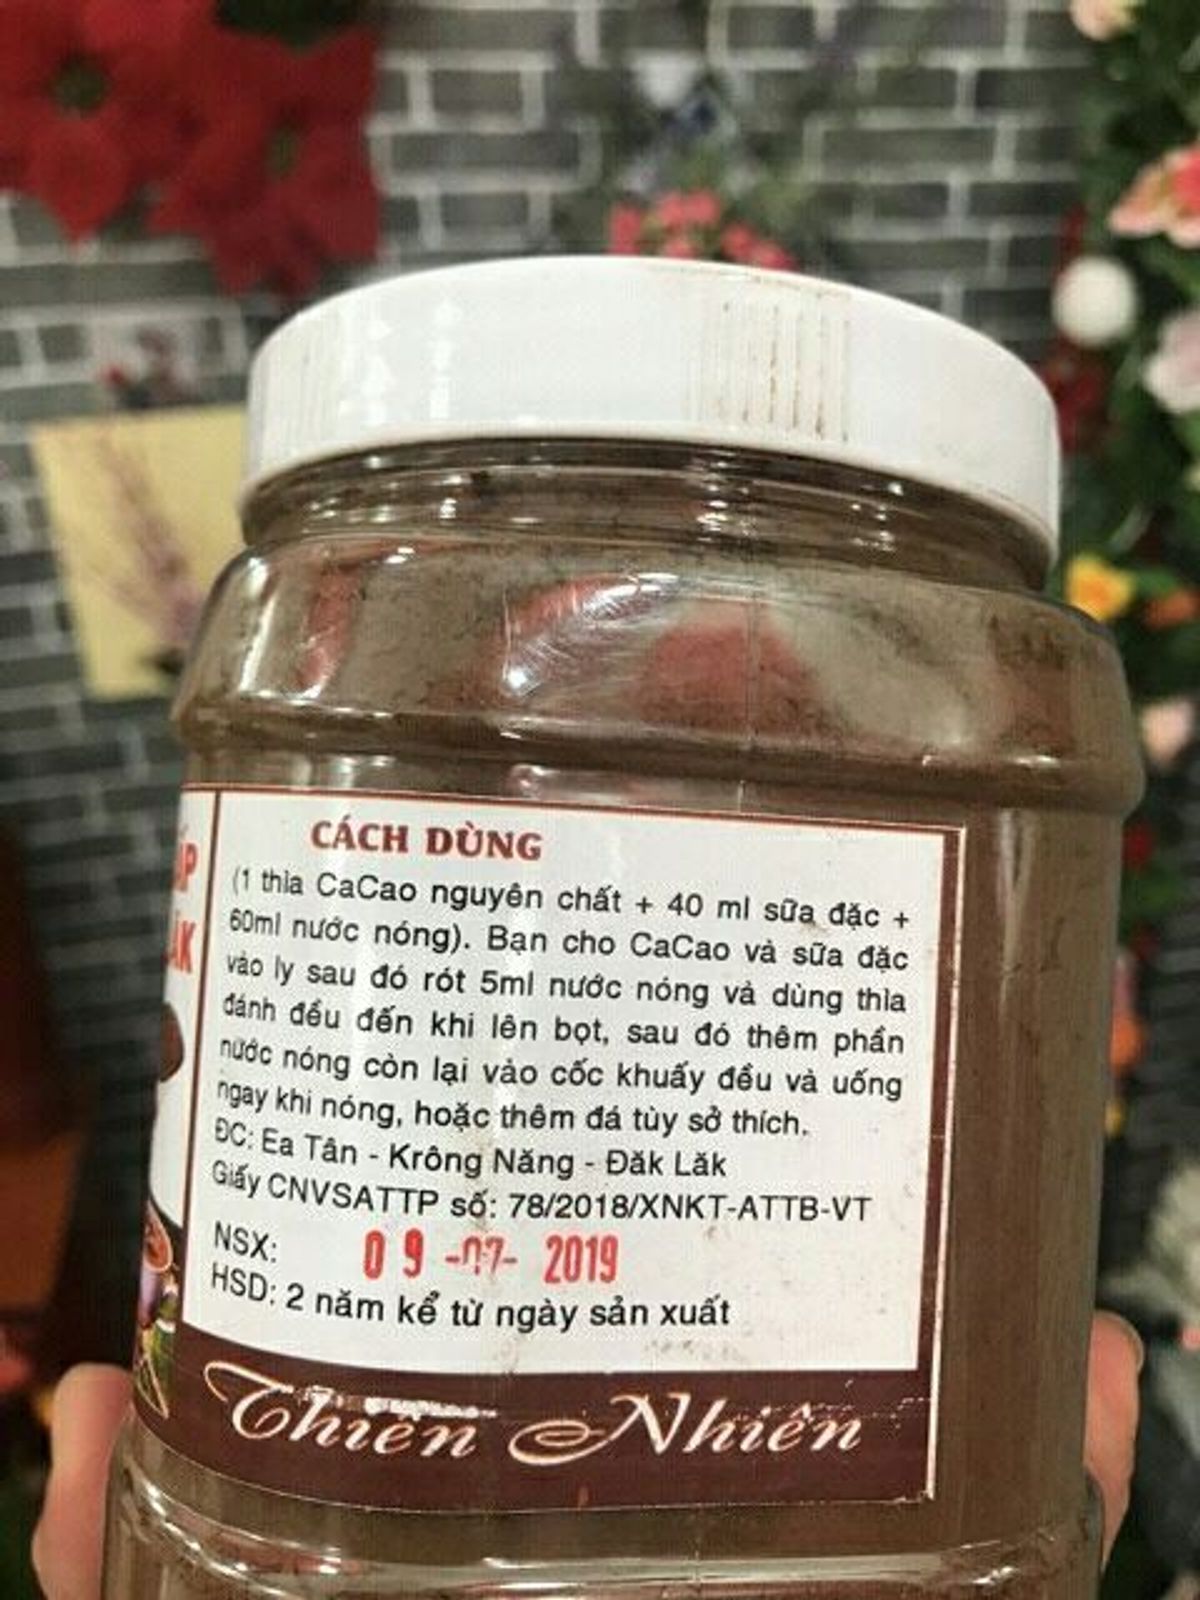 CÁCH DÙNG
(1 thìa CaCao nguyên chất + 40 ml sữa đặc +
60ml nước nóng). Bạn cho CaCao và sữa đặc
vào ly sau đó rót 5ml nước nóng và dùng thìa
đánh đều đến khi lên bọt, sau đó thêm phần
nước nóng còn lại vào cốc khuấy đều và uống
ngay khi nóng, hoặc thêm đá tùy sở thích.
ĐC: Ea Tân - Krông Năng - Đăk Lăk
Giấy CNVSATTP số: 78/2018/XNKT-ATTB-VT
NSX: 09-07-2019
HSD: 2 năm kể từ ngày sản xuất
Thiên Nhiên